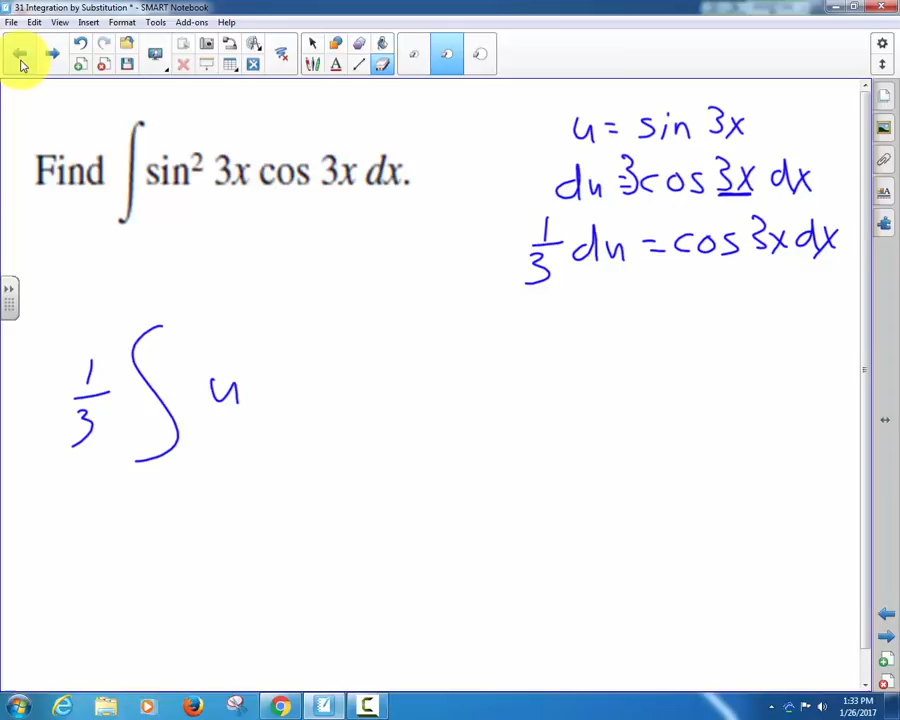 31 Integration by Substitution * - SMART Notebook
File Edit View Insert Format Tools Add-ons Help
Find ∫ sin² 3x cos 3x dx.
u = sin 3x
du = 3cos 3x dx
1/3 du = cos 3x dx
1/3 ∫ u
1:33 PM
1/26/2017